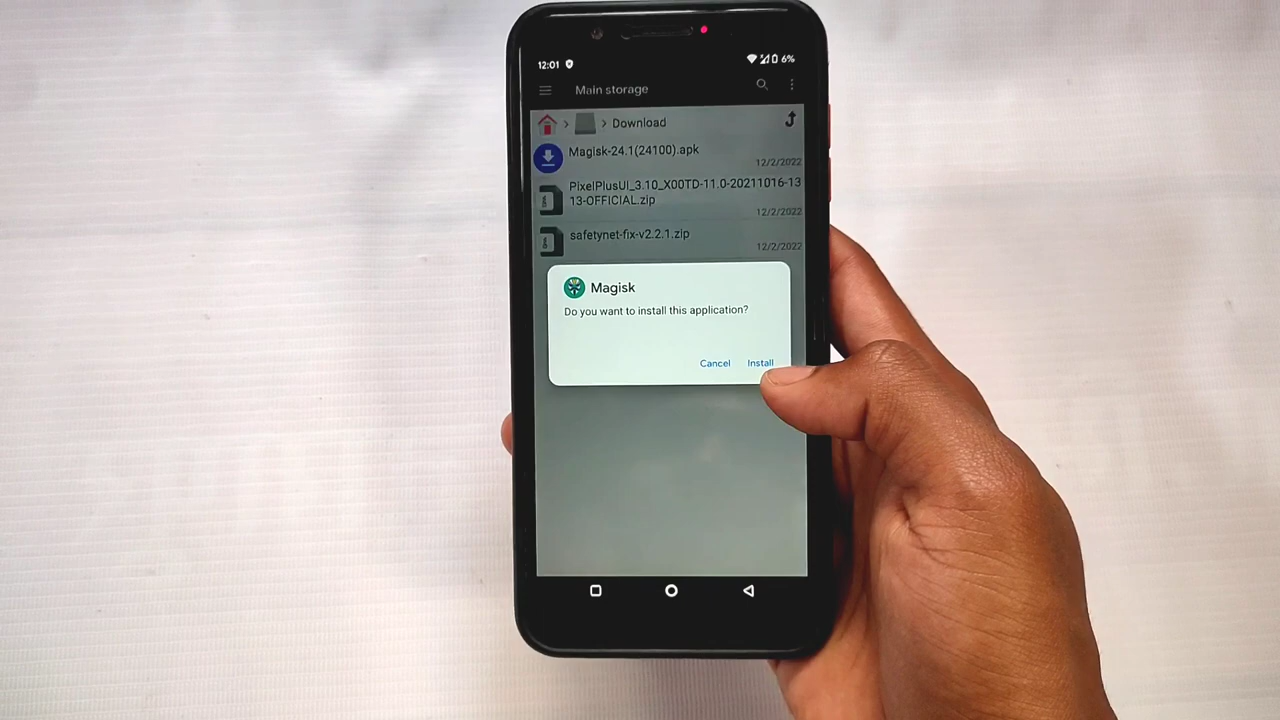 12:01 6%
Main storage
Download
Magisk-24.1(24100).apk
12/2/2022
PixelPlusUI_3.10_X00TD-11.0-20211016-13
13-OFFICIAL.zip
12/2/2022
safetynet-fix-v2.2.1.zip
12/2/2022
Magisk
Do you want to install this application?
Cancel Install